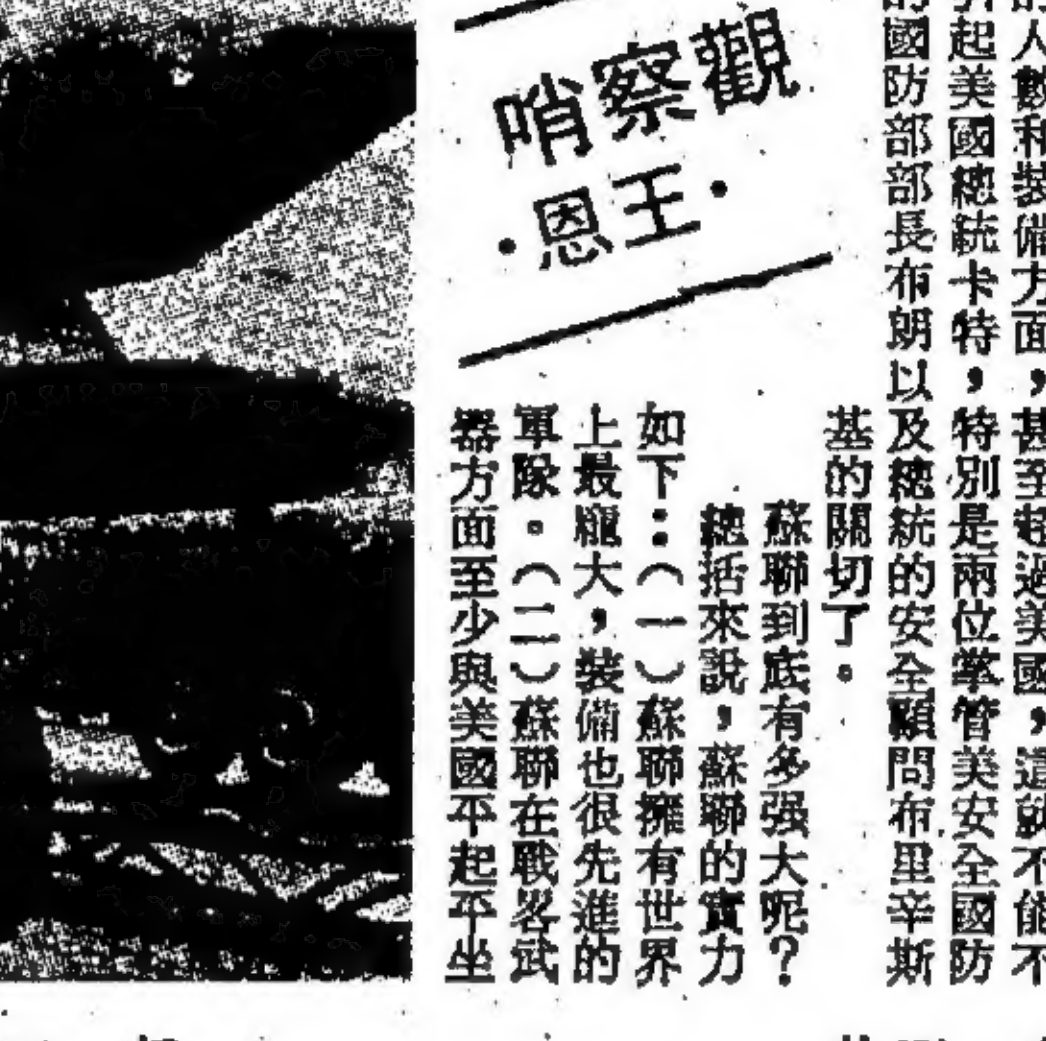 觀察哨
·王恩·
的人數和裝備方面，甚至超過美國，這就不能不
引起美國總統卡特，特別是兩位掌管美安全國防
的國防部部長布朗以及總統的安全顧問布里辛斯
基的關切了。
蘇聯到底有多强大呢？
總括來說，蘇聯的實力
如下：（一）蘇聯擁有世界
上最龐大，裝備也很先進的
軍隊。（二）蘇聯在戰畧武
器方面至少與美國平起平坐